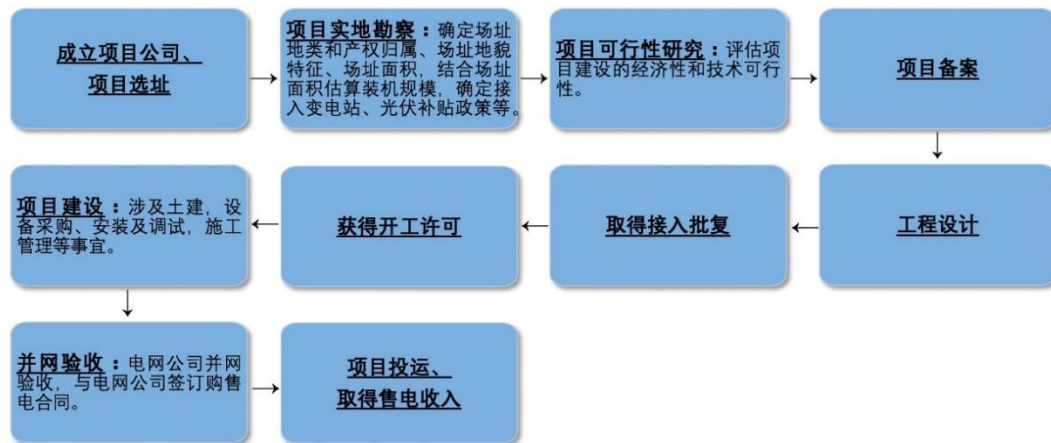 成立项目公司、
项目选址
项目实地勘察：确定场址
地类和产权归属、场址地貌
特征、场址面积，结合场址
面积估算装机规模，确定接
入变电站、光伏补贴政策等。
项目可行性研究：评估项
目建设的经济性和技术可行
性。
项目备案
项目建设：涉及土建，设
备采购、安装及调试，施工
管理等事宜。
获得开工许可
取得接入批复
工程设计
并网验收：电网公司并网
验收，与电网公司签订购售
电合同。
项目投运、
取得售电收入